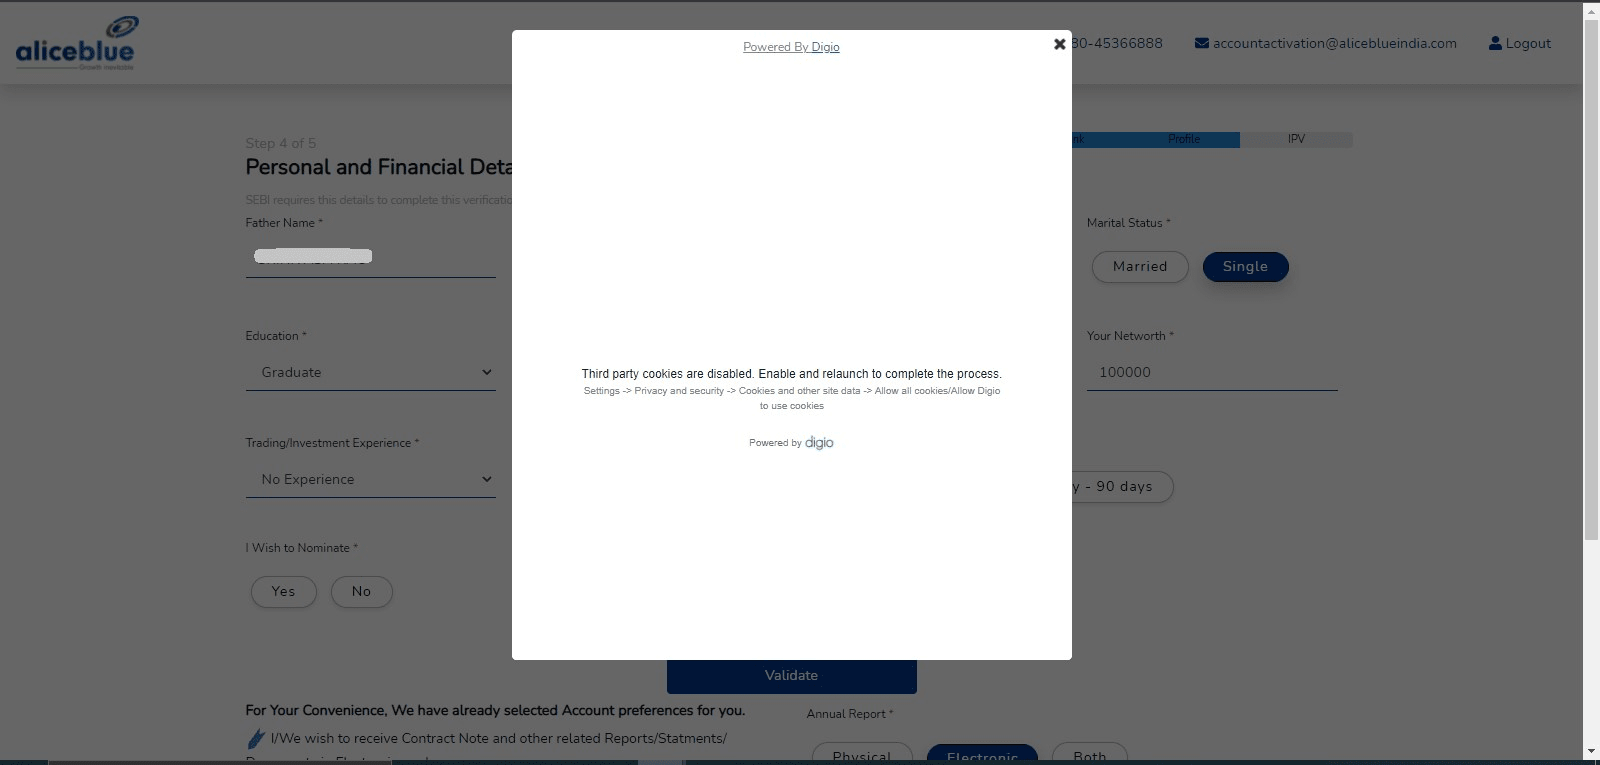 aliceblue
Growth Inevitable
Powered By Digio
80-45366888
accountactivation@aliceblueindia.com
Logout
Step 4 of 5
Personal and Financial Deta
SEBI requires this details to complete this verificatio
Profile
IPV
Father Name *
Marital Status *
Married
Single
Education *
Graduate
Your Networth *
100000
Third party cookies are disabled. Enable and relaunch to complete the process.
Settings -> Privacy and security -> Cookies and other site data -> Allow all cookies/Allow Digio
to use cookies
Powered by digio
Trading/Investment Experience *
No Experience
y - 90 days
I Wish to Nominate *
Yes
No
Validate
For Your Convenience, We have already selected Account preferences for you.
Annual Report *
I/We wish to receive Contract Note and other related Reports/Statments/
Physical
Electronic
Both